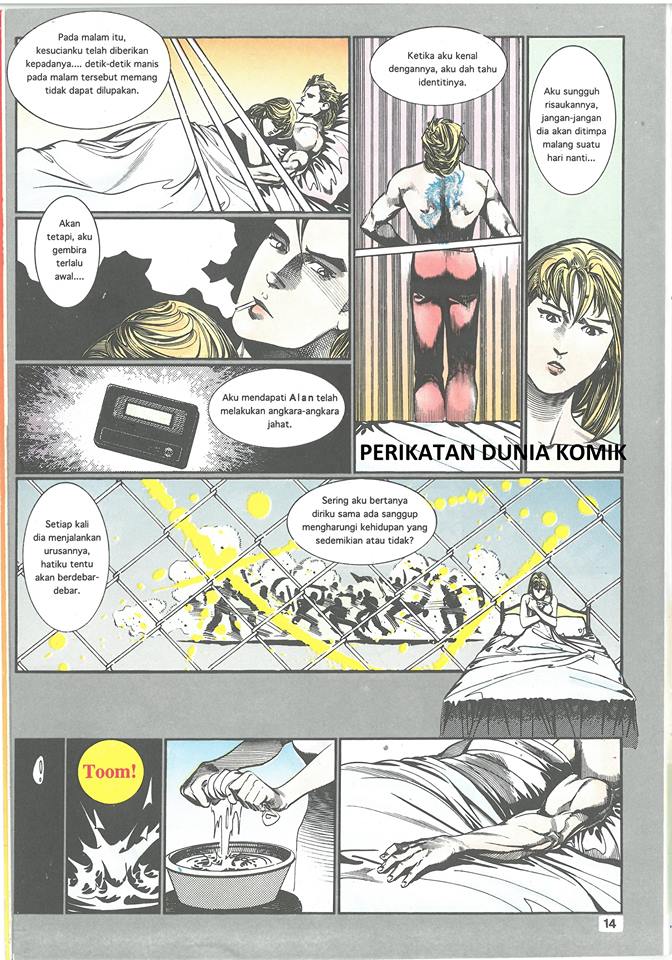 Pada malam itu,
kesucianku telah diberikan
kepadanya.... detik-detik manis
pada malam tersebut memang
tidak dapat dilupakan.
Ketika aku kenal
dengannya, aku dah tahu
identitinya.
Aku sungguh
risaukannya,
jangan-jangan
dia akan ditimpa
malang suatu
hari nanti...
Akan
tetapi, aku
gembira
terlalu
awal....
Aku mendapati Alan telah
melakukan angkara-angkara
jahat.
PERIKATAN DUNIA KOMIK
Setiap kali
dia menjalankan
urusannya,
hatiku tentu
akan berdebar-
debar.
Sering aku bertanya
diriku sama ada sanggup
mengharungi kehidupan yang
sedemikian atau tidak?
Toom!
14